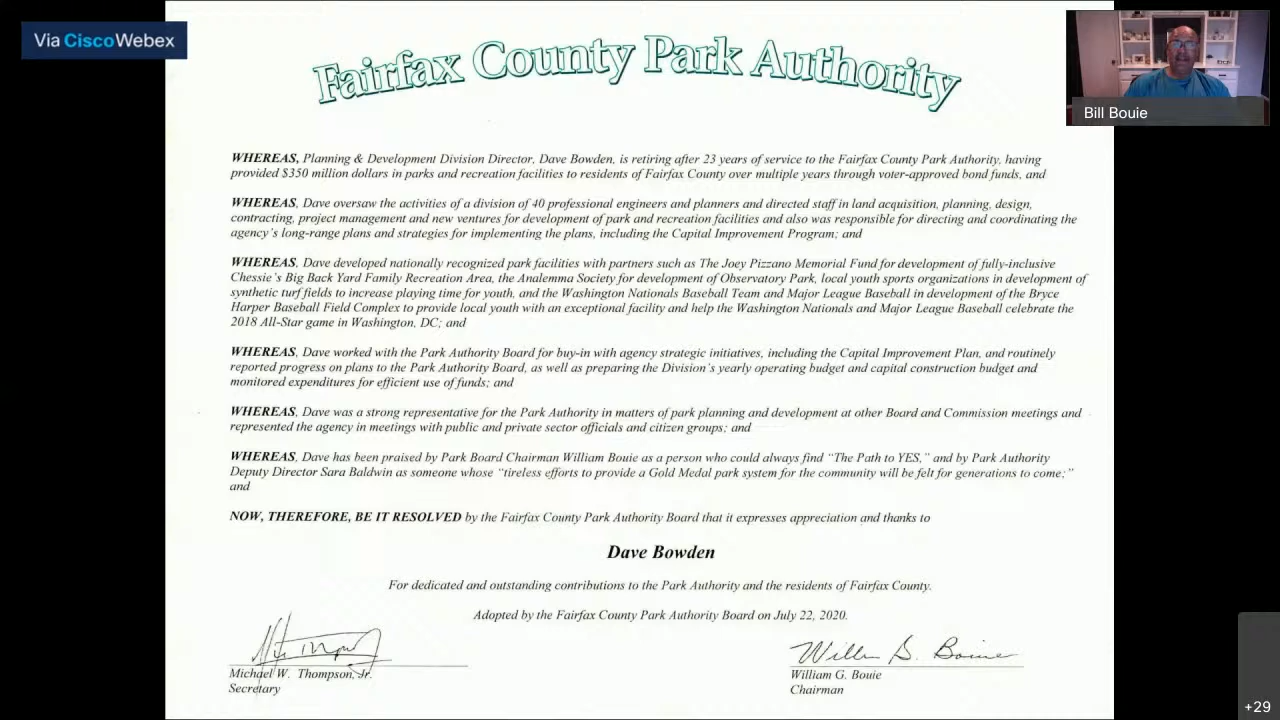 Via Cisco Webex
Fairfax County Park Authority
Bill Bouie
WHEREAS, Planning & Development Division Director, Dave Bowden, is retiring after 23 years of service to the Fairfax County Park Authority, having
provided $350 million dollars in parks and recreation facilities to residents of Fairfax County over multiple years through voter-approved bond funds, and
WHEREAS, Dave oversaw the activities of a division of 40 professional engineers and planners and directed staff in land acquisition, planning, design,
contracting, project management and new ventures for development of park and recreation facilities and also was responsible for directing and coordinating the
agency's long-range plans and strategies for implementing the plans, including the Capital Improvement Program; and
WHEREAS, Dave developed nationally recognized park facilities with partners such as The Joey Pizzano Memorial Fund for development of fully-inclusive
Chessie's Big Back Yard Family Recreation Area, the Analemma Society for development of Observatory Park, local youth sports organizations in development of
synthetic turf fields to increase playing time for youth, and the Washington Nationals Baseball Team and Major League Baseball in development of the Bryce
Harper Baseball Field Complex to provide local youth with an exceptional facility and help the Washington Nationals and Major League Baseball celebrate the
2018 All-Star game in Washington, DC; and
WHEREAS, Dave worked with the Park Authority Board for buy-in with agency strategic initiatives, including the Capital Improvement Plan, and routinely
reported progress on plans to the Park Authority Board, as well as preparing the Division's yearly operating budget and capital construction budget and
monitored expenditures for efficient use of funds; and
WHEREAS, Dave was a strong representative for the Park Authority in matters of park planning and development at other Board and Commission meetings and
represented the agency in meetings with public and private sector officials and citizen groups; and
WHEREAS, Dave has been praised by Park Board Chairman William Bouie as a person who could always find "The Path to YES," and by Park Authority
Deputy Director Sara Baldwin as someone whose "tireless efforts to provide a Gold Medal park system for the community will be felt for generations to come;"
and
NOW, THEREFORE, BE IT RESOLVED by the Fairfax County Park Authority Board that it expresses appreciation and thanks to
Dave Bowden
For dedicated and outstanding contributions to the Park Authority and the residents of Fairfax County.
Adopted by the Fairfax County Park Authority Board on July 22, 2020.
Willm G. Bouie
Michael W. Thompson, Jr.
Secretary
William G. Bouie
Chairman
+29